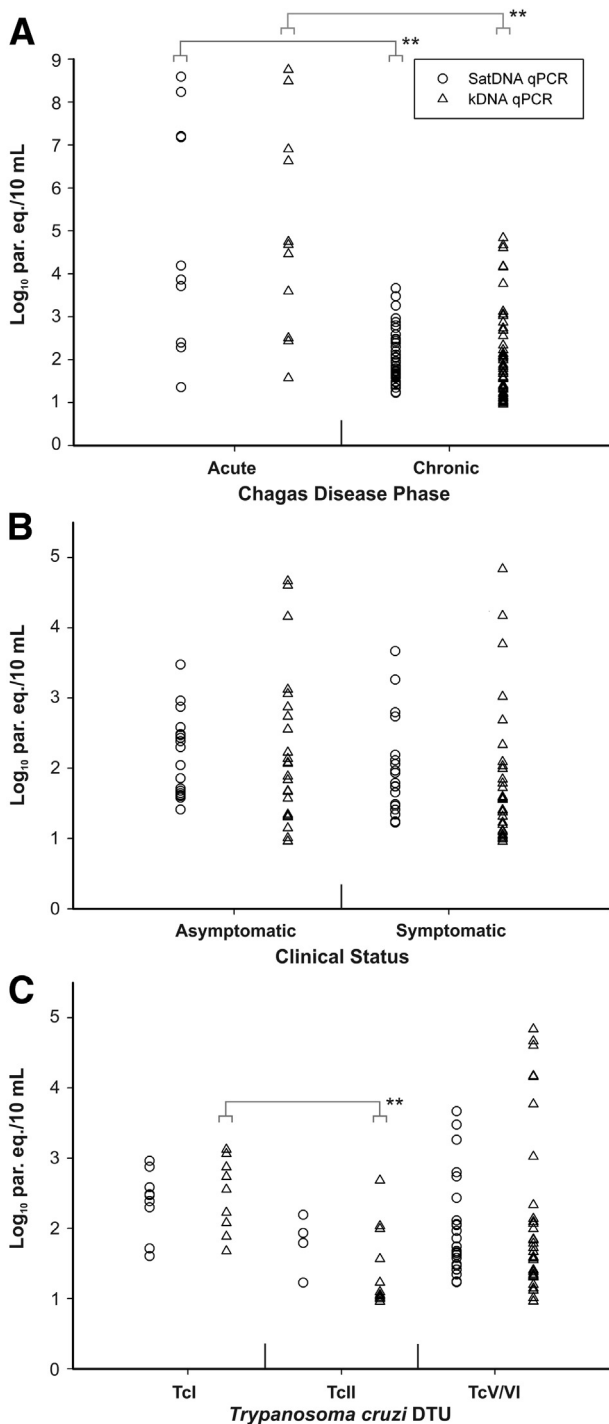 A
**
**
9
8
7
6
5
4
3
2
1
0
Log₁₀ par. eq./10 mL
SatDNA qPCR
kDNA qPCR
Acute
Chronic
Chagas Disease Phase
B
5
4
3
2
1
0
Log₁₀ par. eq./10 mL
Asymptomatic
Symptomatic
Clinical Status
C
5
4
3
2
1
0
Log₁₀ par. eq./10 mL
**
TcI
TcII
TcV/VI
Trypanosoma cruzi DTU